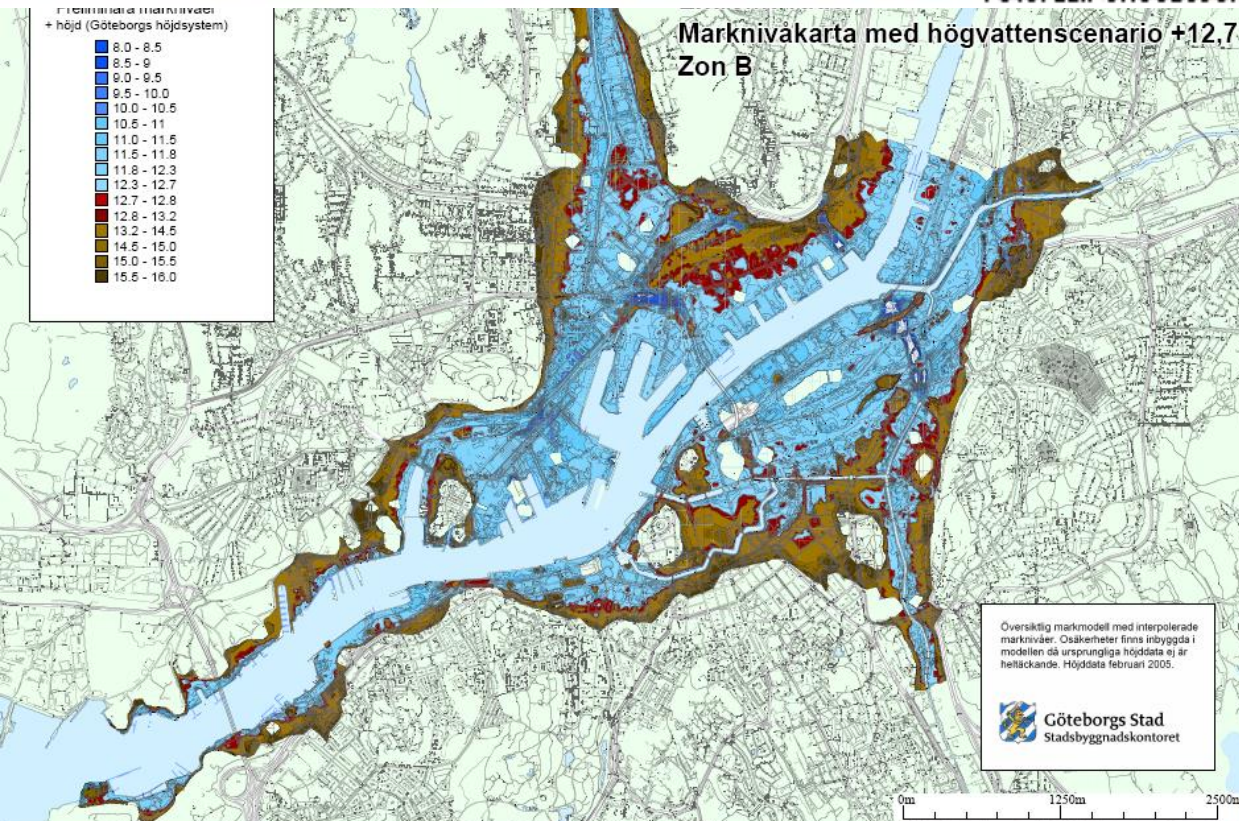 + höjd (Göteborgs höjdsystem)
8.0 - 8.5
8.5 - 9
9.0 - 9.5
9.5 - 10.0
10.0 - 10.5
10.5 - 11
11.0 - 11.5
11.5 - 11.8
11.8 - 12.3
12.3 - 12.7
12.7 - 12.8
12.8 - 13.2
13.2 - 14.5
14.5 - 15.0
15.0 - 15.5
15.5 - 16.0
Marknivåkarta med högvattenscenario +12,7
Zon B
Översiktlig markmodell med interpolerade
marknivåer. Osäkerheter finns inbyggda i
modellen då ursprungliga höjddata ej är
heltäckande. Höjddata februari 2005.
Göteborgs Stad
Stadsbyggnadskontoret
0m 1250m 2500m